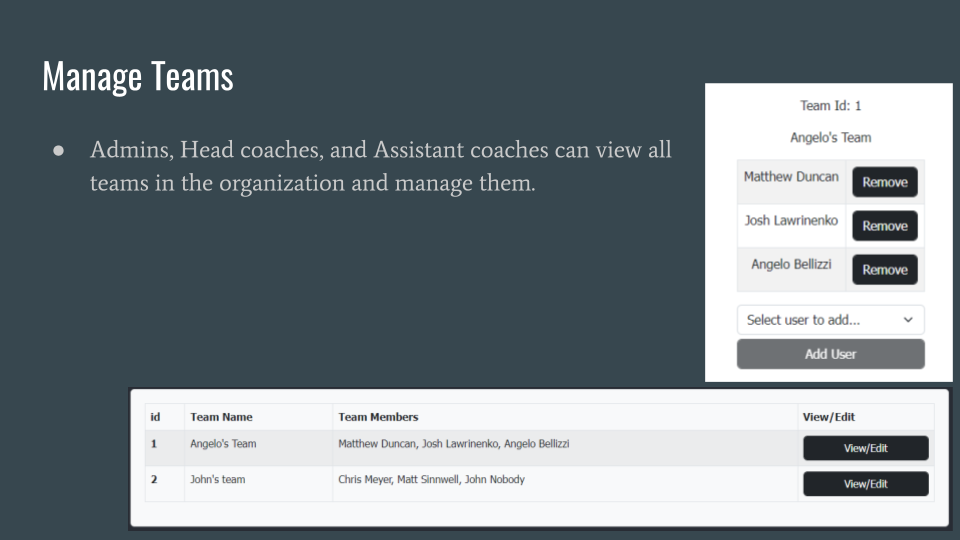 Manage Teams
● Admins, Head coaches, and Assistant coaches can view all
teams in the organization and manage them.
Team Id: 1
Angelo's Team
Matthew Duncan Remove
Josh Lawrinenko Remove
Angelo Bellizzi Remove
Select user to add...
Add User
id Team Name Team Members View/Edit
1 Angelo's Team Matthew Duncan, Josh Lawrinenko, Angelo Bellizzi View/Edit
2 John's team Chris Meyer, Matt Sinnwell, John Nobody View/Edit